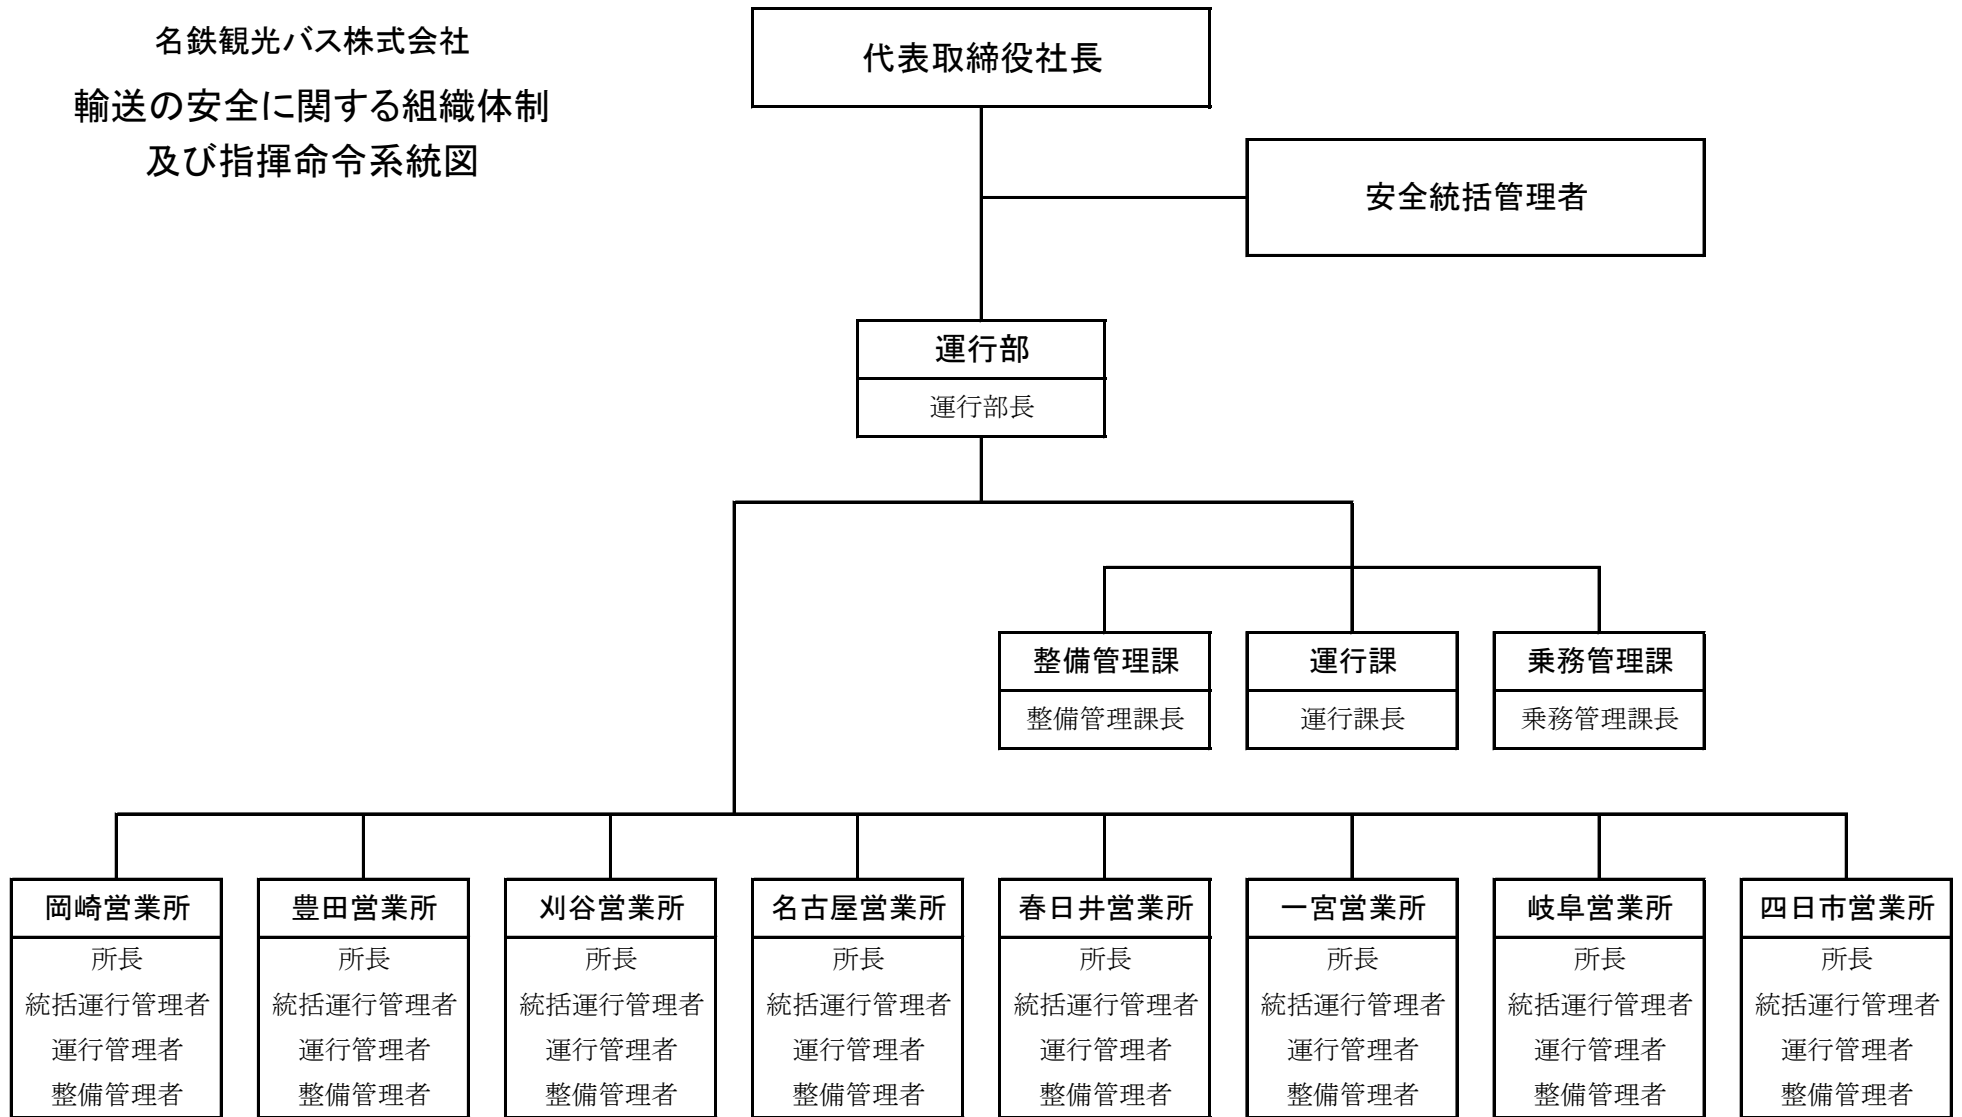 名鉄観光バス株式会社
輸送の安全に関する組織体制
及び指揮命令系統図
代表取締役社長
安全統括管理者
運行部
運行部長
整備管理課
整備管理課長
運行課
運行課長
乗務管理課
乗務管理課長
岡崎営業所
所長
統括運行管理者
運行管理者
整備管理者
豊田営業所
所長
統括運行管理者
運行管理者
整備管理者
刈谷営業所
所長
統括運行管理者
運行管理者
整備管理者
名古屋営業所
所長
統括運行管理者
運行管理者
整備管理者
春日井営業所
所長
統括運行管理者
運行管理者
整備管理者
一宮営業所
所長
統括運行管理者
運行管理者
整備管理者
岐阜営業所
所長
統括運行管理者
運行管理者
整備管理者
四日市営業所
所長
統括運行管理者
運行管理者
整備管理者